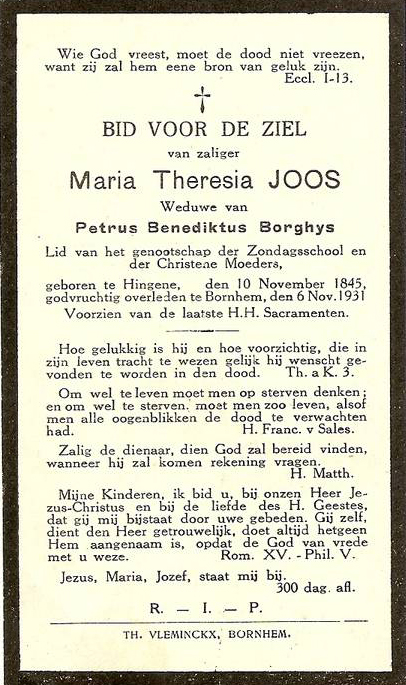 Wie God vreest, moet de dood niet vreezen,
want zij zal hem eene bron van geluk zijn.
Eccl. I-13.
BID VOOR DE ZIEL
van zaliger
Maria Theresia JOOS
Weduwe van
Petrus Benediktus Borghys
Lid van het genootschap der Zondagsschool en
der Christene Moeders,
geboren te Hingene, den 10 November 1845,
godvruchtig overleden te Bornhem, den 6 Nov. 1931
Voorzien van de laatste H.H. Sacramenten.
Hoe gelukkig is hij en hoe voorzichtig, die in
zijn leven tracht te wezen gelijk hij wenscht ge-
vonden te worden in den dood. Th. a K. 3.
Om wel te leven moet men op sterven denken;
en om wel te sterven, moet men zoo leven, alsof
men alle oogenblikken de dood te verwachten
had. H. Franc. v Sales.
Zalig de dienaar, dien God zal bereid vinden,
wanneer hij zal komen rekening vragen.
H. Matth.
Mijne Kinderen, ik bid u, bij onzen Heer Je-
zus-Christus en bij de liefde des H. Geestes,
dat gij mij bijstaat door uwe gebeden. Gij zelf,
dient den Heer getrouwelijk, doet altijd hetgeen
Hem aangenaam is, opdat de God van vrede
met u weze. Rom. XV. - Phil. V.
Jezus, Maria, Jozef, staat mij bij.
300 dag. afl.
R. — I. — P.
TH. VLEMINCKX, BORNHEM.